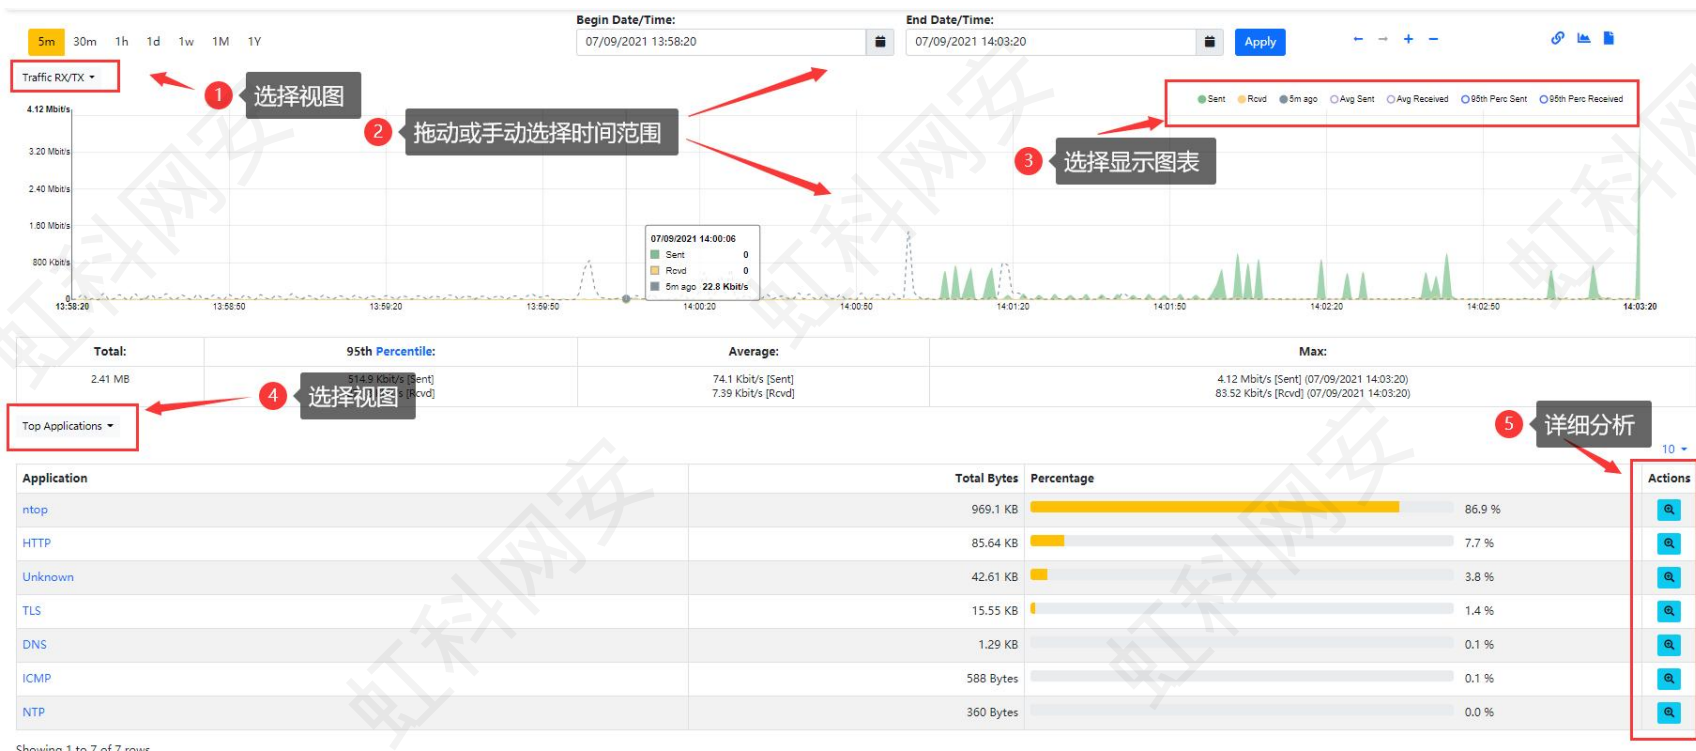 Begin Date/Time:
End Date/Time:
5m 30m 1h 1d 1w 1M 1Y
07/09/2021 13:58:20
07/09/2021 14:03:20
Apply
Traffic RX/TX
1 选择视图
2 拖动或手动选择时间范围
Sent Rcvd 5m ago Avg Sent Avg Received 95th Perc Sent 95th Perc Received
3 选择显示图表
4.12 Mbit/s
3.20 Mbit/s
2.40 Mbit/s
1.60 Mbit/s
800 Kbit/s
0
07/09/2021 14:00:06
Sent 0
Rcvd 0
5m ago 22.8 Kbit/s
13:58:20 13:58:50 13:59:20 13:59:50 14:00:20 14:00:50 14:01:20 14:01:50 14:02:20 14:02:50 14:03:20
Total: 95th Percentile: Average: Max:
2.41 MB 514.9 Kbit/s [Sent] 74.1 Kbit/s [Sent] 4.12 Mbit/s [Sent] (07/09/2021 14:03:20)
s [Rcvd] 7.39 Kbit/s [Rcvd] 83.52 Kbit/s [Rcvd] (07/09/2021 14:03:20)
4 选择视图
Top Applications
5 详细分析
10
Application Total Bytes Percentage Actions
ntop 969.1 KB 86.9 %
HTTP 85.64 KB 7.7 %
Unknown 42.61 KB 3.8 %
TLS 15.55 KB 1.4 %
DNS 1.29 KB 0.1 %
ICMP 588 Bytes 0.1 %
NTP 360 Bytes 0.0 %
Showing 1 to 7 of 7 rows
虹科网安